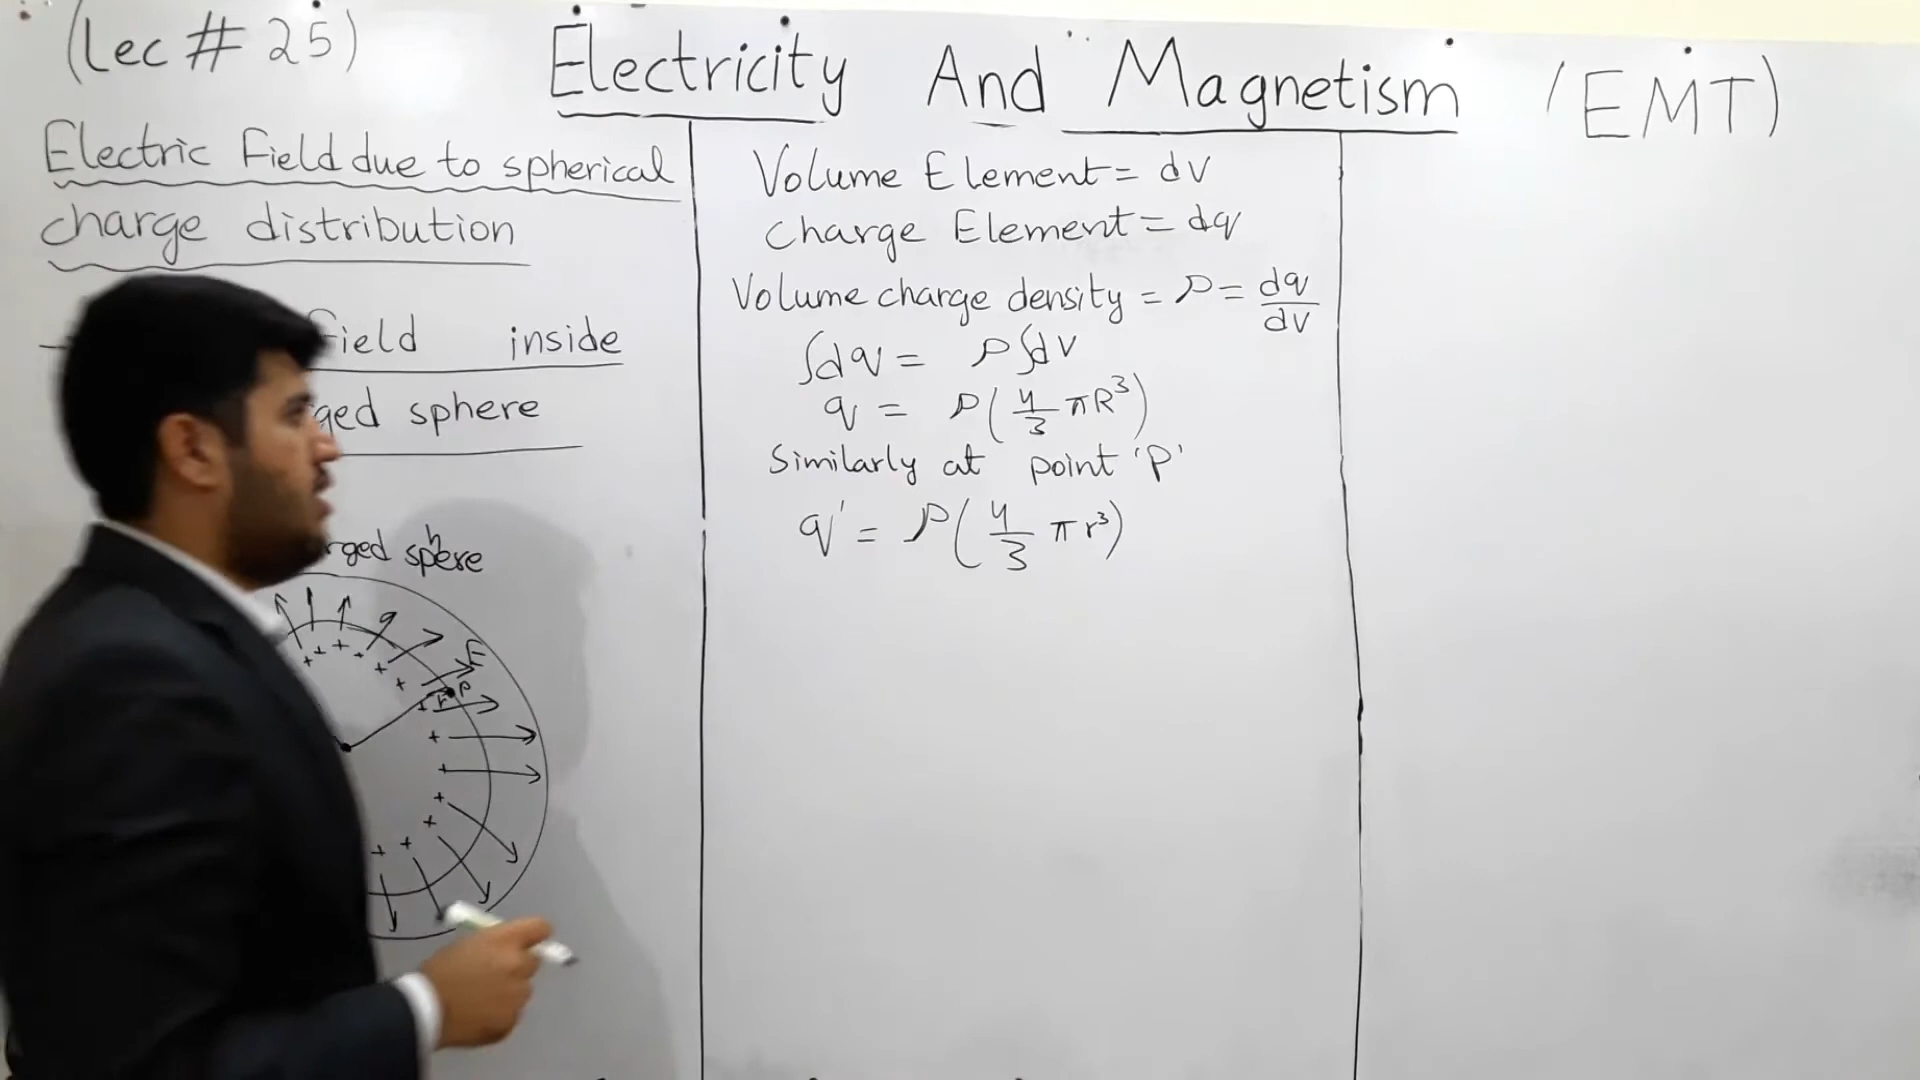 (Lec # 25)
Electricity And Magnetism (EMT)
Electric Field due to spherical
charge distribution
Field inside
sphere
sphere
E
P
r
Volume Element = dv
Charge Element = dq
Volume charge density = ρ = dq/dv
∫dq = ρ∫dv
q = ρ(4/3 πR³)
Similarly at point 'P'
q' = ρ(4/3 πr³)